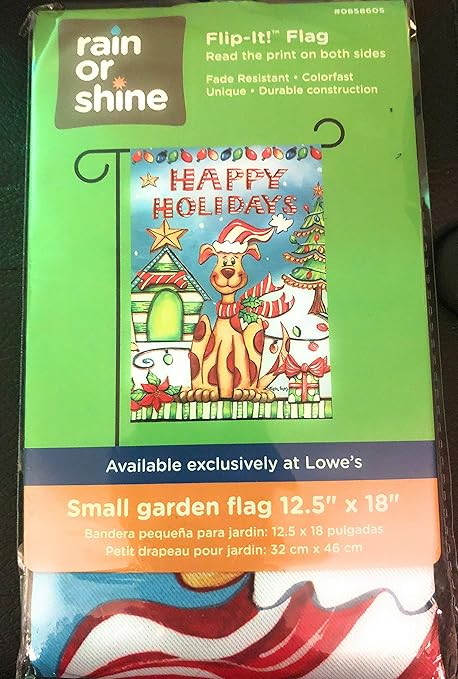 #0858605
rain
or
shine
Flip-It!™ Flag
Read the print on both sides
Fade Resistant • Colorfast
Unique • Durable construction
HAPPY
HOLIDAYS
Available exclusively at Lowe's
Small garden flag 12.5" x 18"
Bandera pequeña para jardin: 12.5 x 18 pulgadas
Petit drapeau pour jardin: 32 cm x 46 cm